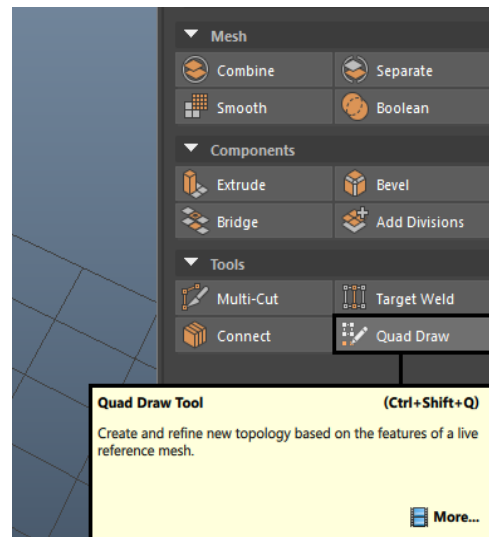 Mesh
Combine Separate
Smooth Boolean
Components
Extrude Bevel
Bridge Add Divisions
Tools
Multi-Cut Target Weld
Connect Quad Draw
Quad Draw Tool (Ctrl+Shift+Q)
Create and refine new topology based on the features of a live
reference mesh.
More...